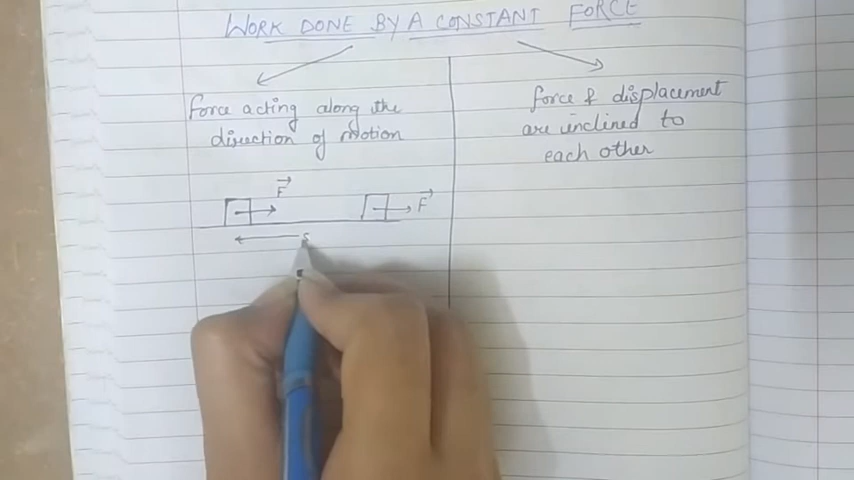 WORK DONE BY A CONSTANT FORCE
force acting along the
direction of motion
force & displacement
are inclined to
each other
F
F
S